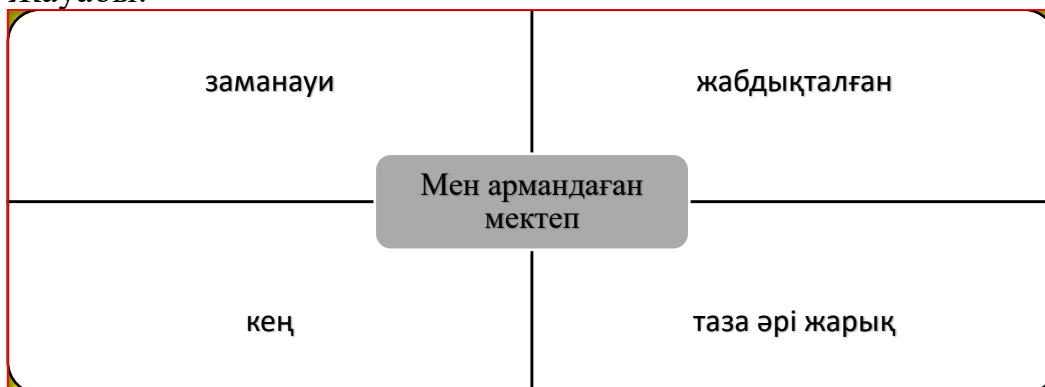 заманауи
жабдықталған
Мен армандаған
мектеп
кең
таза әрі жарық